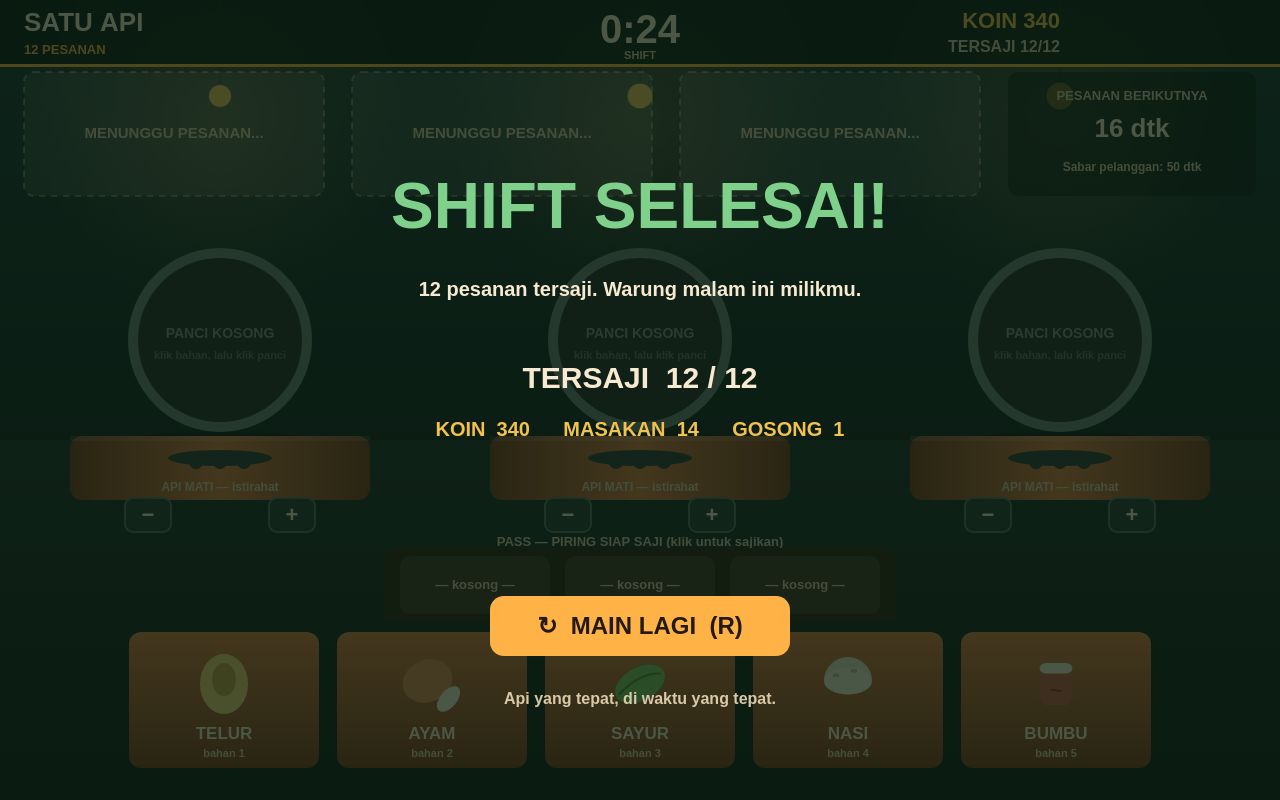 SATU API
12 PESANAN
0:24
SHIFT
KOIN 340
TERSAJI 12/12
MENUNGGU PESANAN...
MENUNGGU PESANAN...
MENUNGGU PESANAN...
PESANAN BERIKUTNYA
16 dtk
Sabar pelanggan: 50 dtk
SHIFT SELESAI!
12 pesanan tersaji. Warung malam ini milikmu.
PANCI KOSONG
klik bahan, lalu klik panci
PANCI KOSONG
klik bahan, lalu klik panci
PANCI KOSONG
klik bahan, lalu klik panci
TERSAJI 12 / 12
KOIN 340 MASAKAN 14 GOSONG 1
API MATI — istirahat
API MATI — istirahat
API MATI — istirahat
− +
− +
− +
PASS — PIRING SIAP SAJI (klik untuk sajikan)
— kosong —
— kosong —
— kosong —
↻ MAIN LAGI (R)
Api yang tepat, di waktu yang tepat.
TELUR
bahan 1
AYAM
bahan 2
SAYUR
bahan 3
NASI
bahan 4
BUMBU
bahan 5